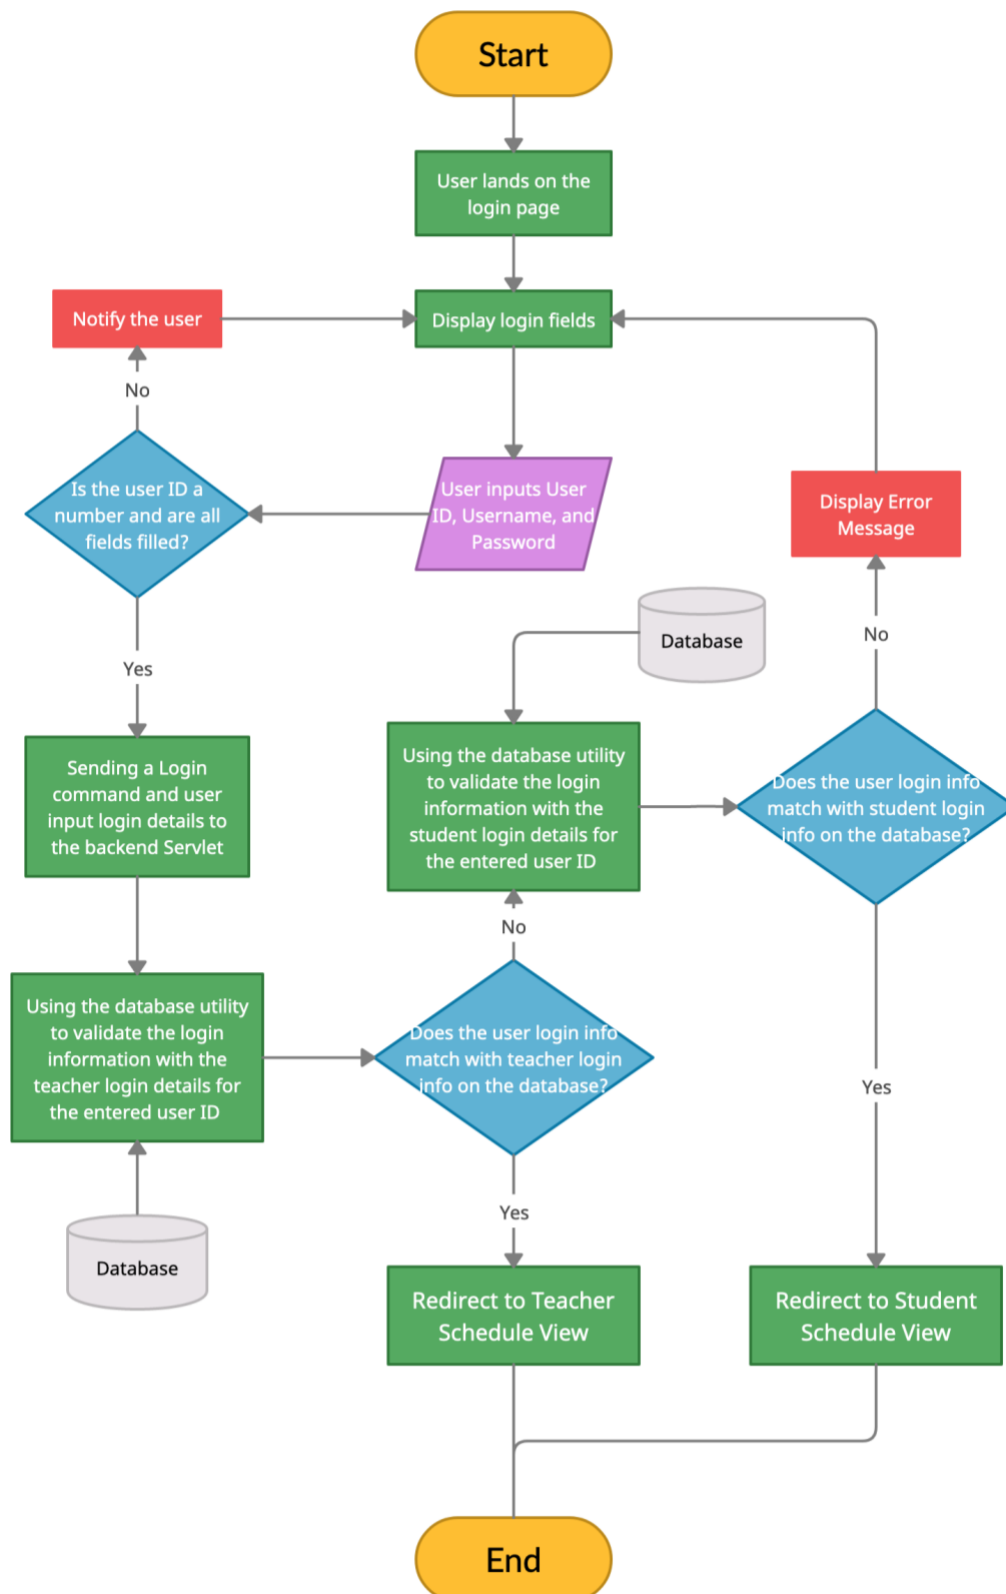 Start
User lands on the
login page
Notify the user
Display login fields
No
Is the user ID a
number and are all
fields filled?
User inputs User
ID, Username, and
Password
Display Error
Message
No
Database
Yes
Sending a Login
command and user
input login details to
the backend Servlet
Using the database utility
to validate the login
information with the
student login details for
the entered user ID
Does the user login info
match with student login
info on the database?
No
Using the database utility
to validate the login
information with the
teacher login details for
the entered user ID
Does the user login info
match with teacher login
info on the database?
Yes
Yes
Database
Redirect to Teacher
Schedule View
Redirect to Student
Schedule View
End